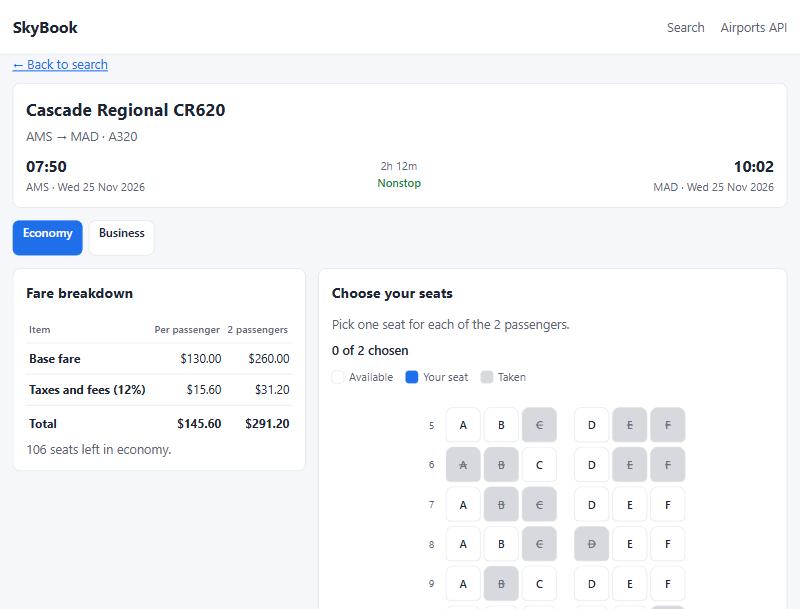 SkyBook
Search Airports API
← Back to search
Cascade Regional CR620
AMS → MAD · A320
07:50 2h 12m 10:02
AMS · Wed 25 Nov 2026 Nonstop MAD · Wed 25 Nov 2026
Economy Business
Fare breakdown
Item Per passenger 2 passengers
Base fare $130.00 $260.00
Taxes and fees (12%) $15.60 $31.20
Total $145.60 $291.20
106 seats left in economy.
Choose your seats
Pick one seat for each of the 2 passengers.
0 of 2 chosen
Available Your seat Taken
5 A B C D E F
6 A B C D E F
7 A B C D E F
8 A B C D E F
9 A B C D E F